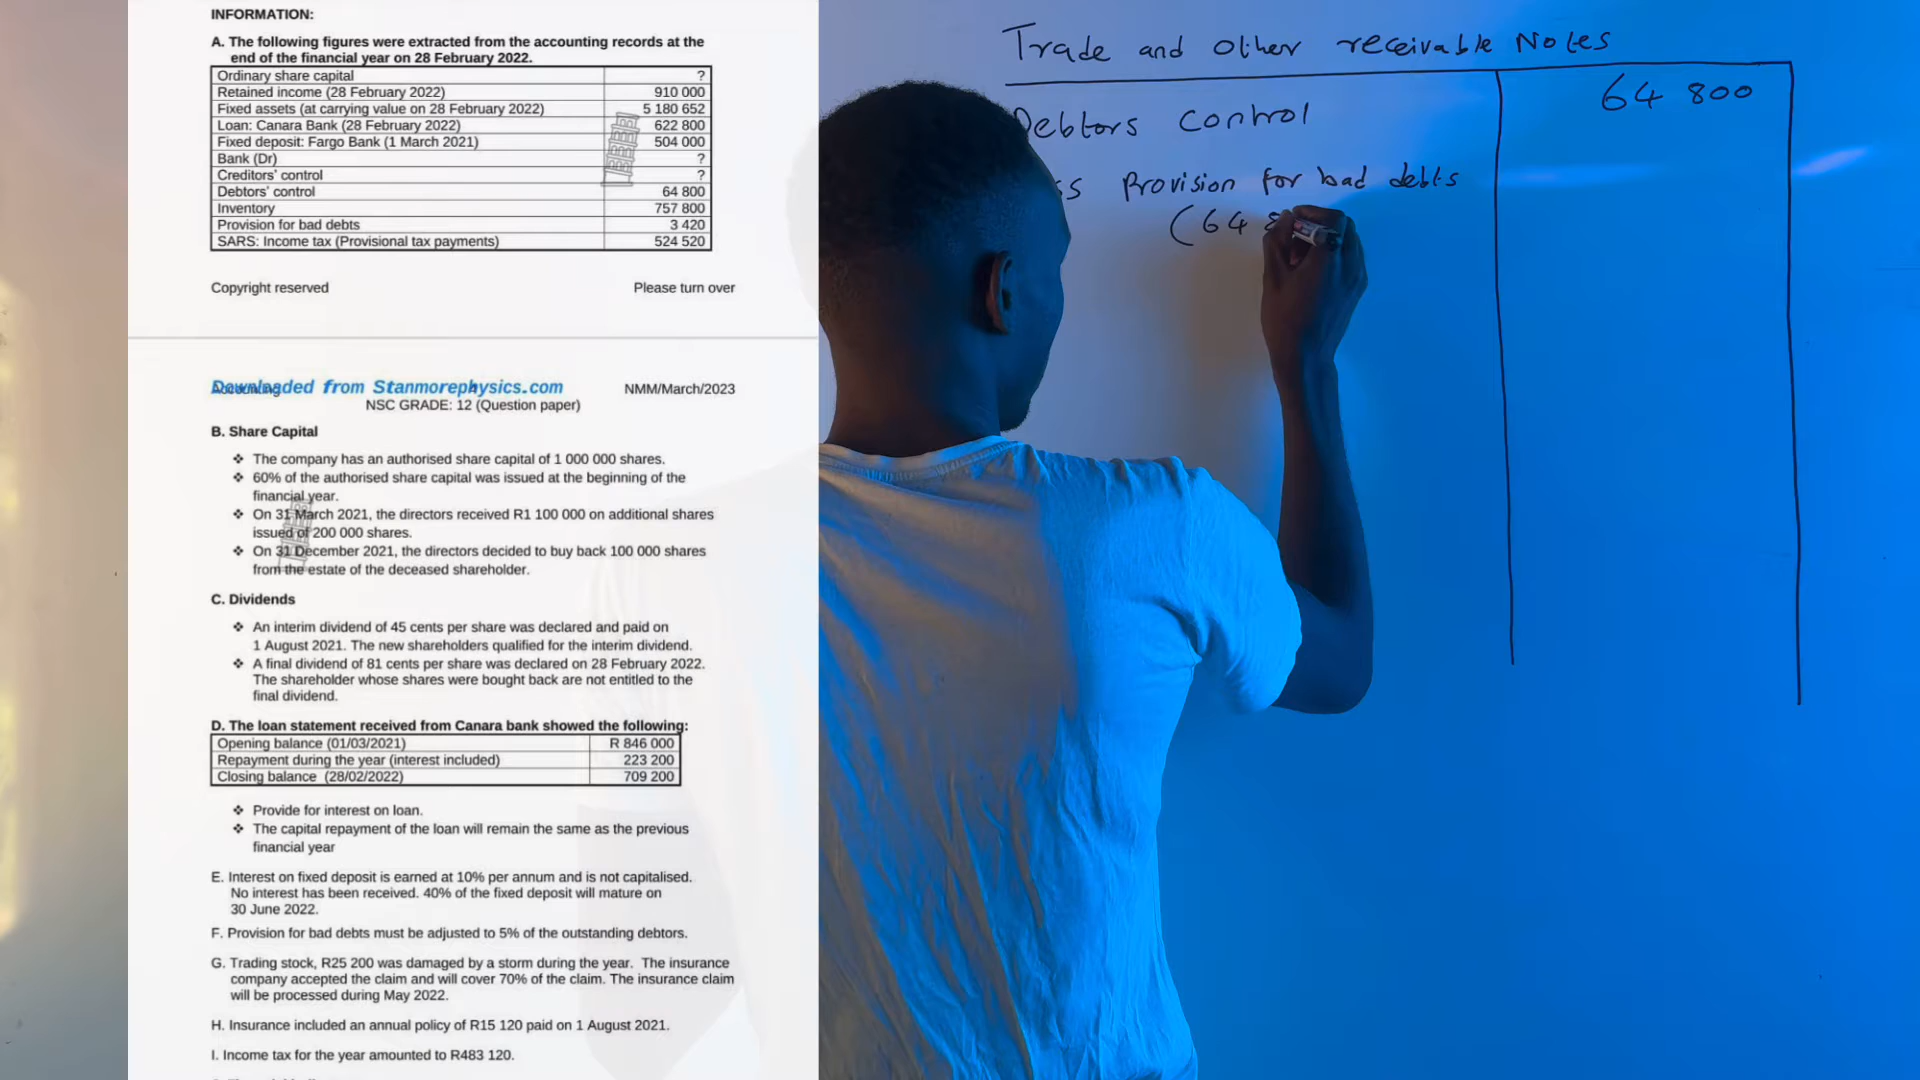 INFORMATION:
A. The following figures were extracted from the accounting records at the
end of the financial year on 28 February 2022.
Ordinary share capital ?
Retained income (28 February 2022) 910 000
Fixed assets (at carrying value on 28 February 2022) 5 180 652
Loan: Canara Bank (28 February 2022) 622 800
Fixed deposit: Fargo Bank (1 March 2021) 504 000
Bank (Dr) ?
Creditors' control ?
Debtors' control 64 800
Inventory 757 800
Provision for bad debts 3 420
SARS: Income tax (Provisional tax payments) 524 520
Copyright reserved Please turn over
Downloaded from Stanmorephysics.com NMM/March/2023
NSC GRADE: 12 (Question paper)
B. Share Capital
❖ The company has an authorised share capital of 1 000 000 shares.
❖ 60% of the authorised share capital was issued at the beginning of the
financial year.
❖ On 31 March 2021, the directors received R1 100 000 on additional shares
issued of 200 000 shares.
❖ On 31 December 2021, the directors decided to buy back 100 000 shares
from the estate of the deceased shareholder.
C. Dividends
❖ An interim dividend of 45 cents per share was declared and paid on
1 August 2021. The new shareholders qualified for the interim dividend.
❖ A final dividend of 81 cents per share was declared on 28 February 2022.
The shareholder whose shares were bought back are not entitled to the
final dividend.
D. The loan statement received from Canara bank showed the following:
Opening balance (01/03/2021) R 846 000
Repayment during the year (interest included) 223 200
Closing balance (28/02/2022) 709 200
❖ Provide for interest on loan.
❖ The capital repayment of the loan will remain the same as the previous
financial year
E. Interest on fixed deposit is earned at 10% per annum and is not capitalised.
No interest has been received. 40% of the fixed deposit will mature on
30 June 2022.
F. Provision for bad debts must be adjusted to 5% of the outstanding debtors.
G. Trading stock, R25 200 was damaged by a storm during the year. The insurance
company accepted the claim and will cover 70% of the claim. The insurance claim
will be processed during May 2022.
H. Insurance included an annual policy of R15 120 paid on 1 August 2021.
I. Income tax for the year amounted to R483 120.
Trade and other receivable Notes
Debtors control 64 800
Provision for bad debts
(64